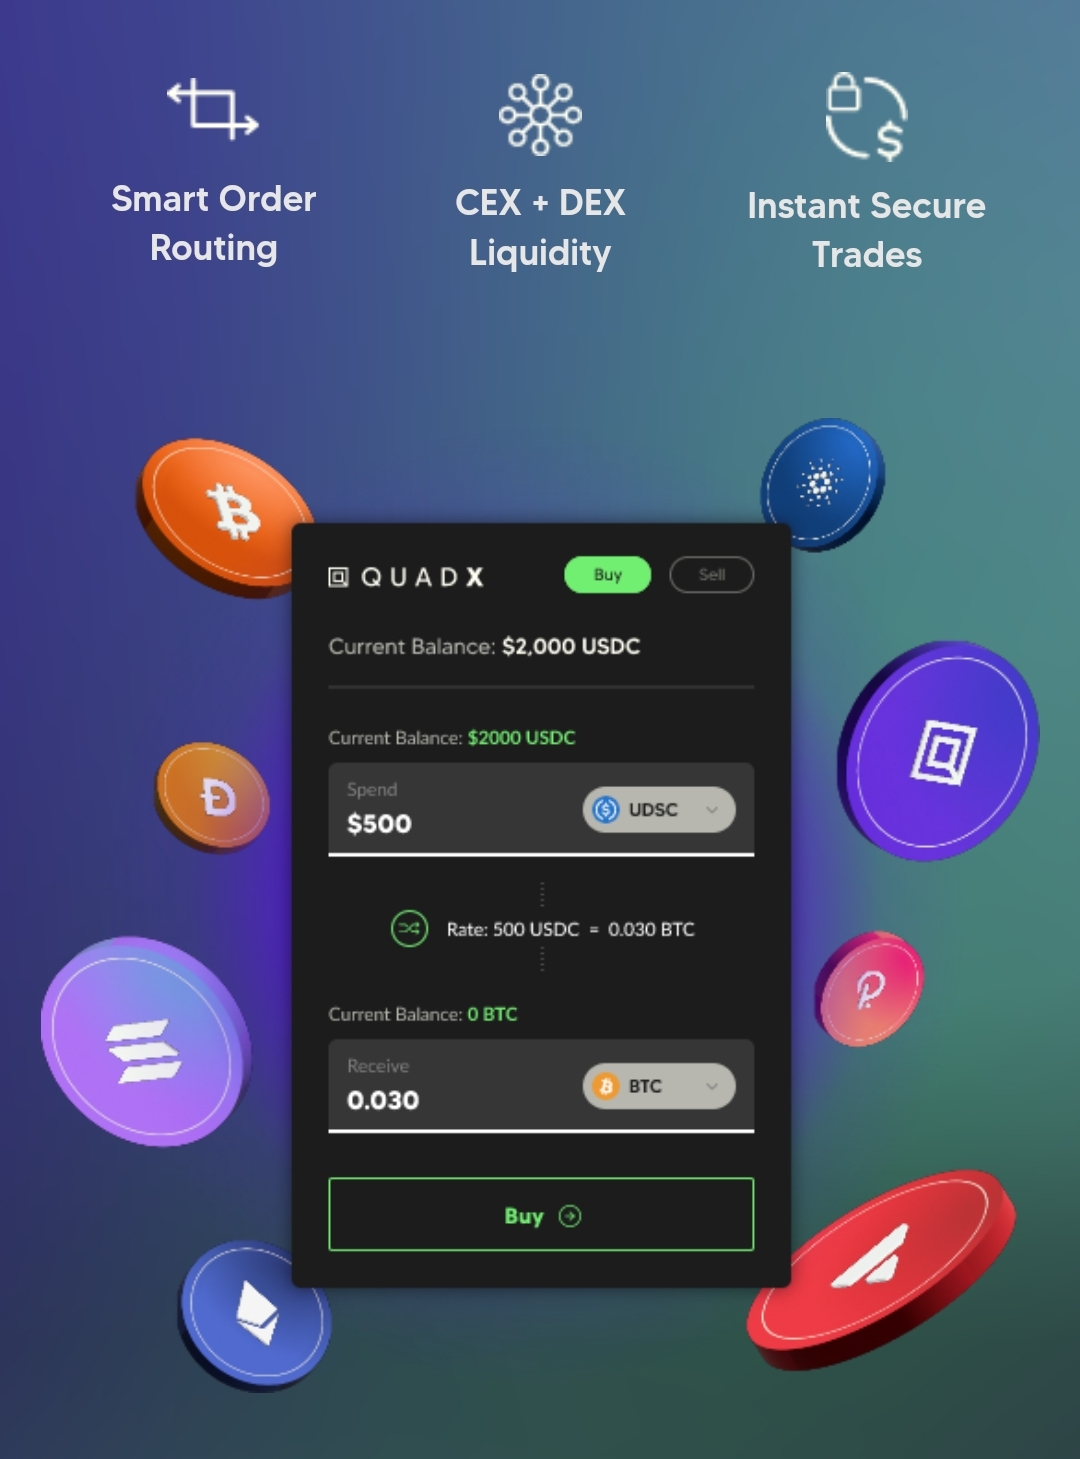 Smart Order
Routing
CEX + DEX
Liquidity
Instant Secure
Trades
QUADX
Buy
Sell
Current Balance: $2,000 USDC
Current Balance: $2000 USDC
Spend
$500
UDSC
Rate: 500 USDC = 0.030 BTC
Current Balance: 0 BTC
Receive
0.030
BTC
Buy